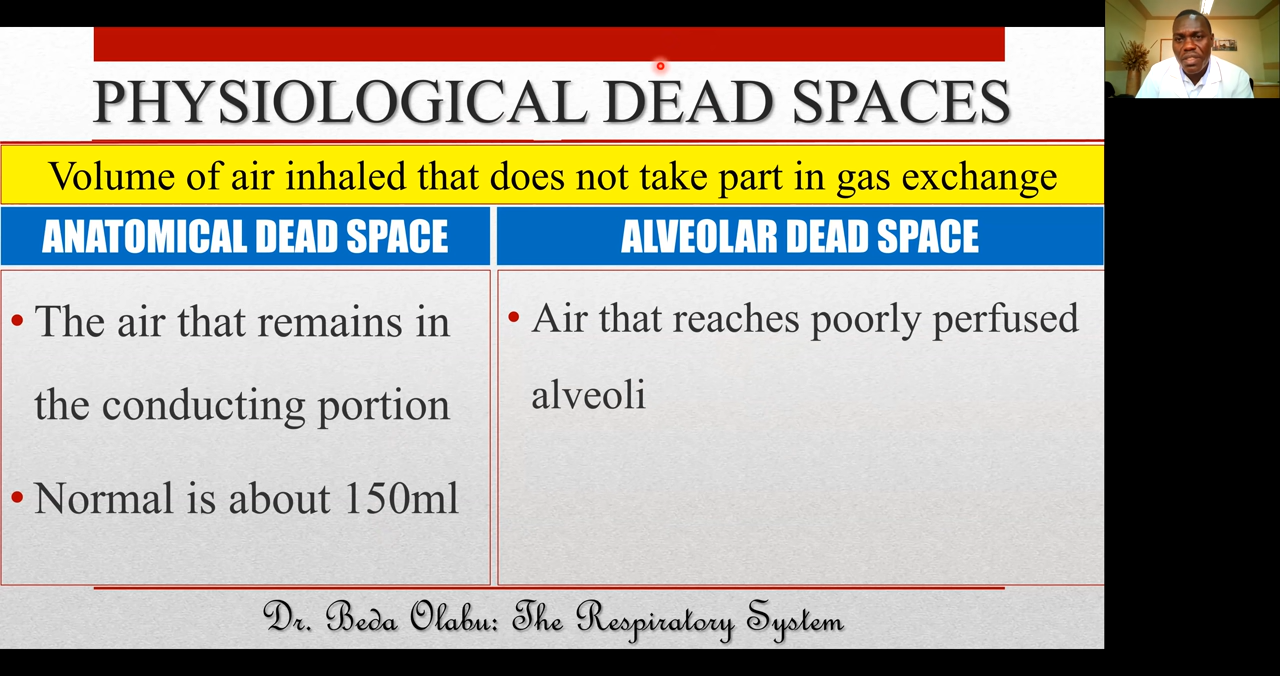 PHYSIOLOGICAL DEAD SPACES
Volume of air inhaled that does not take part in gas exchange
ANATOMICAL DEAD SPACE
• The air that remains in
the conducting portion
• Normal is about 150ml
ALVEOLAR DEAD SPACE
• Air that reaches poorly perfused
alveoli
Dr. Beda Olabu: The Respiratory System